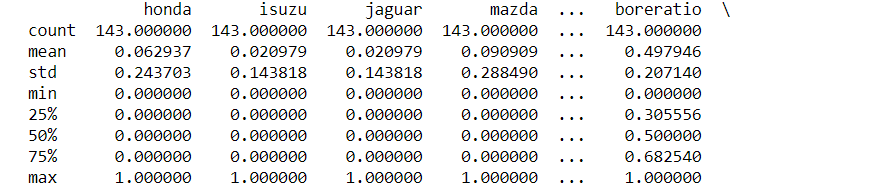 honda isuzu jaguar mazda ... boreratio \
count 143.000000 143.000000 143.000000 143.000000 ... 143.000000
mean 0.062937 0.020979 0.020979 0.090909 ... 0.497946
std 0.243703 0.143818 0.143818 0.288490 ... 0.207140
min 0.000000 0.000000 0.000000 0.000000 ... 0.000000
25% 0.000000 0.000000 0.000000 0.000000 ... 0.305556
50% 0.000000 0.000000 0.000000 0.000000 ... 0.500000
75% 0.000000 0.000000 0.000000 0.000000 ... 0.682540
max 1.000000 1.000000 1.000000 1.000000 ... 1.000000